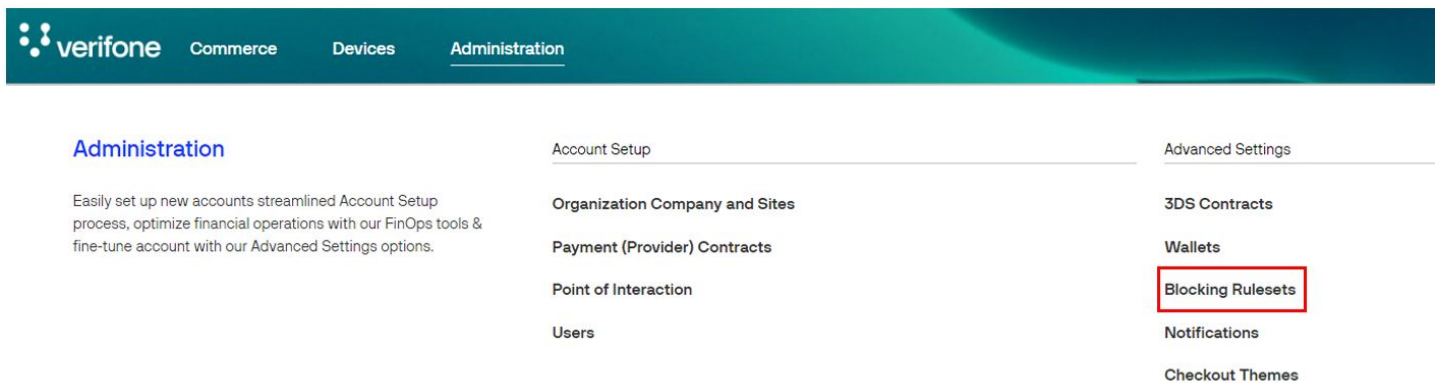 verifone Commerce Devices Administration
Administration
Easily set up new accounts streamlined Account Setup
process, optimize financial operations with our FinOps tools &
fine-tune account with our Advanced Settings options.
Account Setup
Organization Company and Sites
Payment (Provider) Contracts
Point of Interaction
Users
Advanced Settings
3DS Contracts
Wallets
Blocking Rulesets
Notifications
Checkout Themes